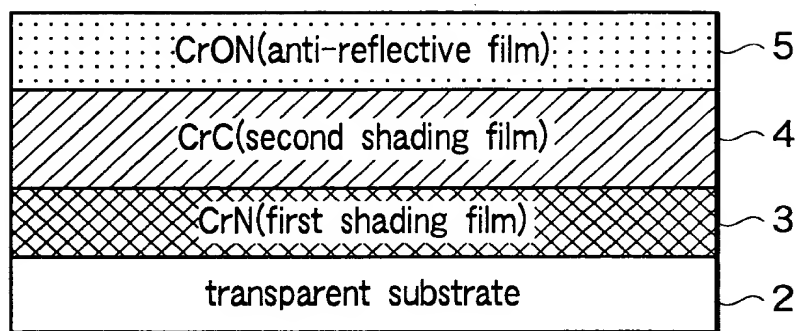 CrON(anti-reflective film) 5
CrC(second shading film) 4
CrN(first shading film) 3
transparent substrate 2